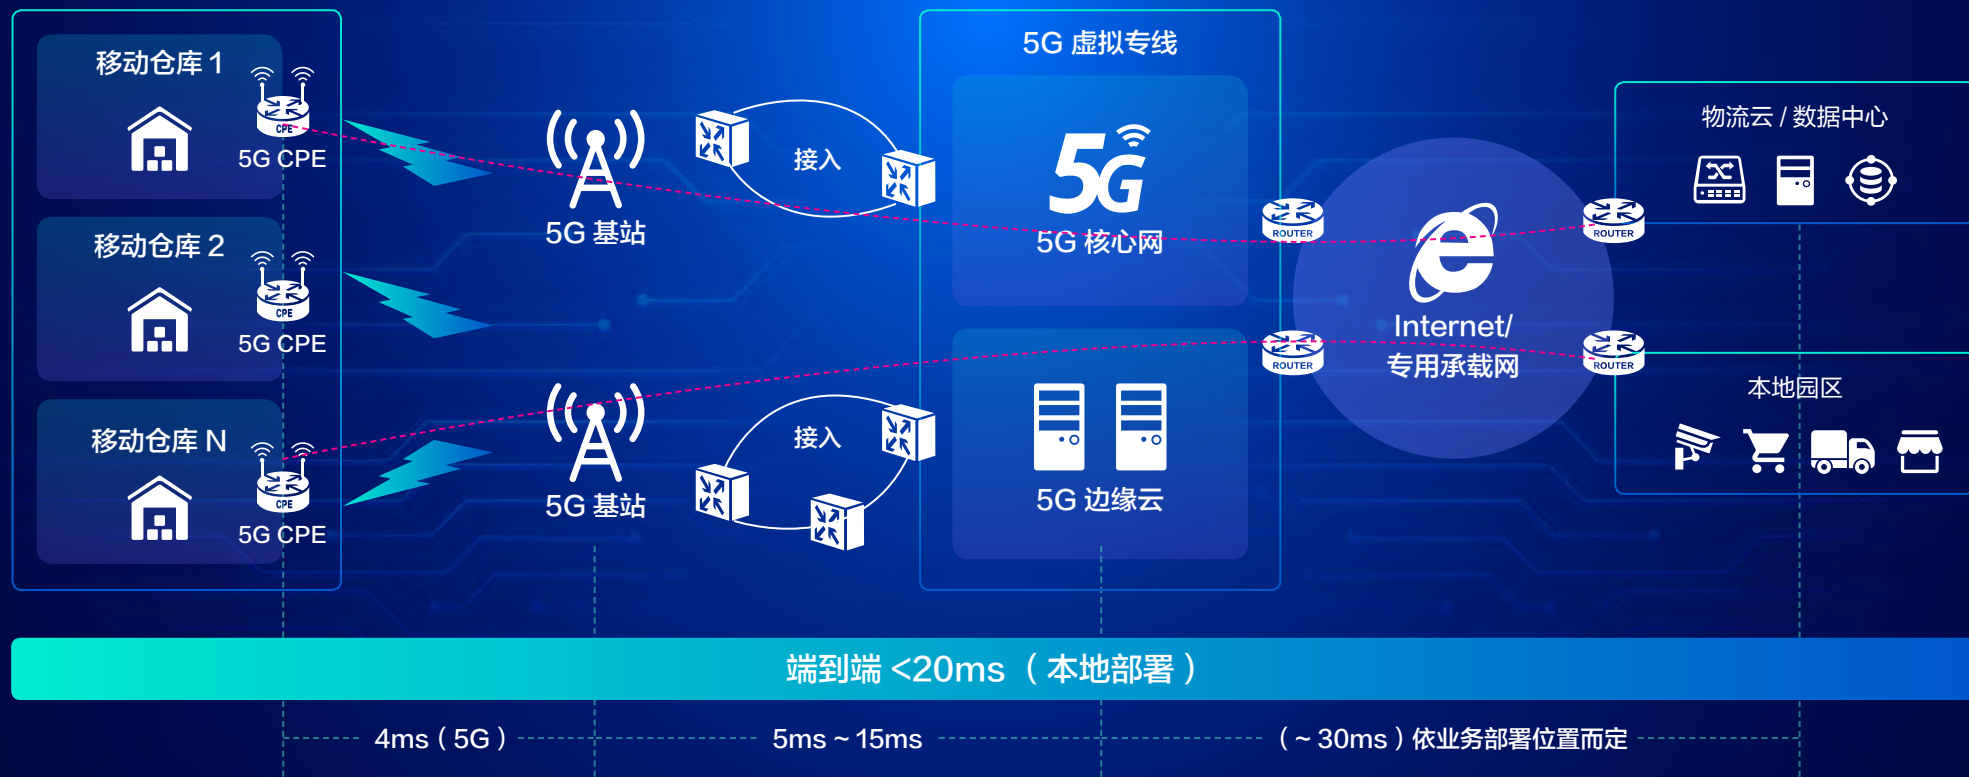 移动仓库 1
CPE
5G CPE
移动仓库 2
CPE
5G CPE
移动仓库 N
CPE
5G CPE
5G 基站
接入
5G 基站
接入
5G 虚拟专线
5G
5G 核心网
5G 边缘云
ROUTER
ROUTER
Internet/
专用承载网
ROUTER
ROUTER
物流云 / 数据中心
本地园区
端到端 <20ms（本地部署）
4ms（5G）
5ms ~ 15ms
（~ 30ms）依业务部署位置而定